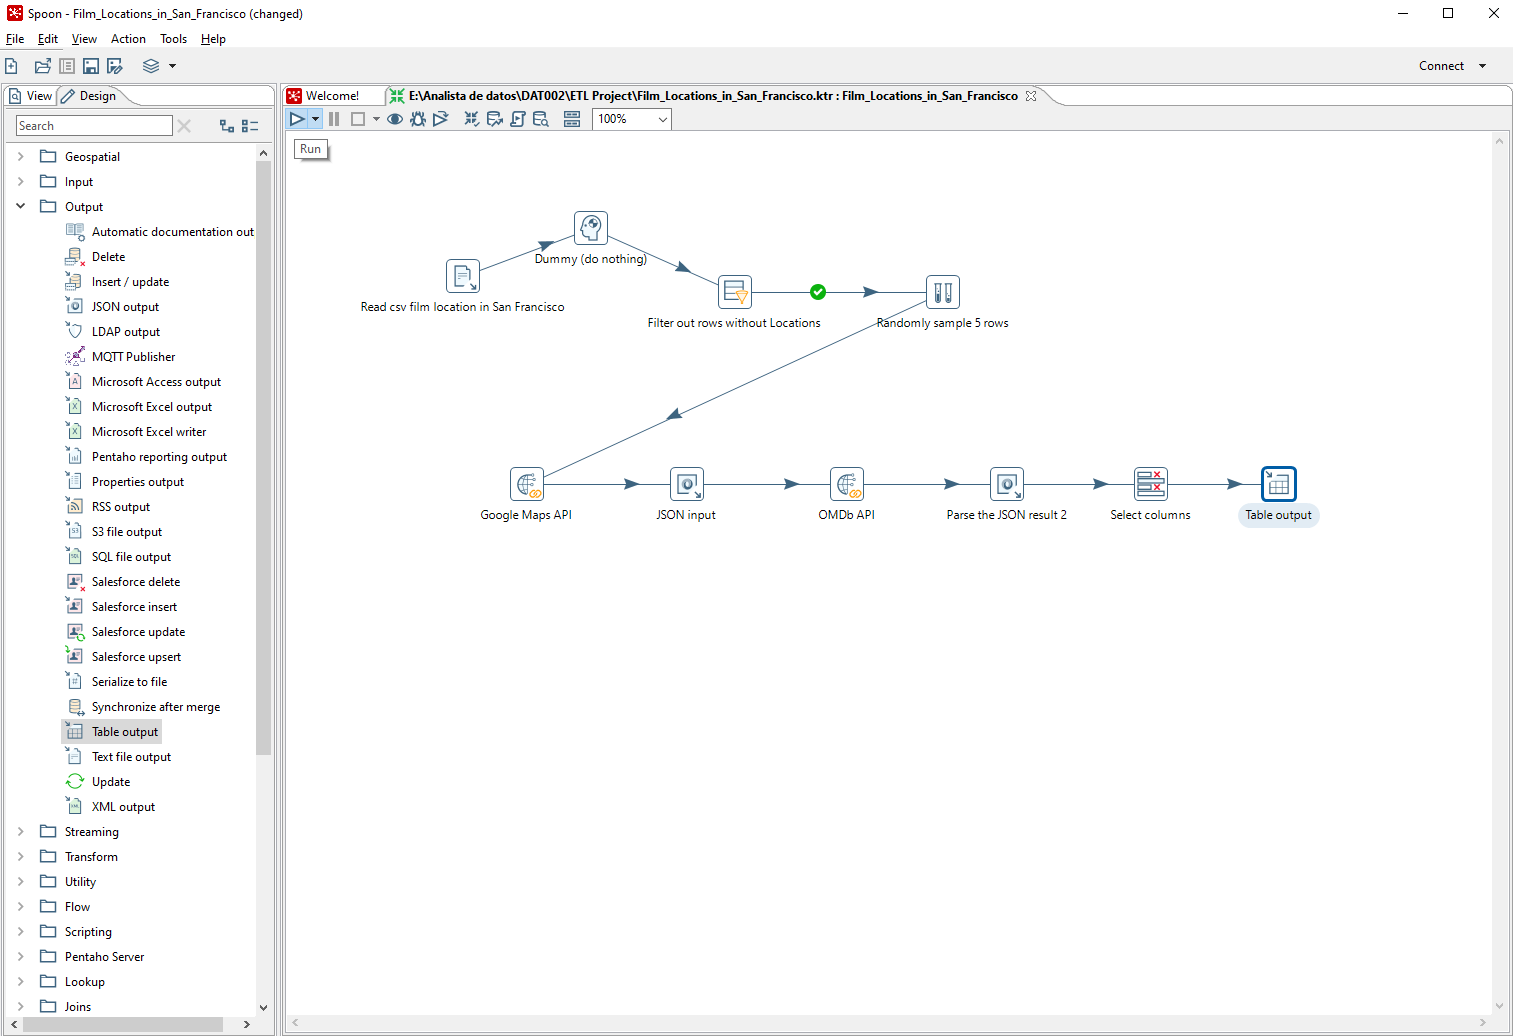 Spoon - Film_Locations_in_San_Francisco (changed)
File Edit View Action Tools Help
Connect
View Design
Welcome! E:\Analista de datos\DAT002\ETL Project\Film_Locations_in_San_Francisco.ktr : Film_Locations_in_San_Francisco
Search
100%
Run
Geospatial
Input
Output
Automatic documentation out
Delete
Insert / update
JSON output
LDAP output
MQTT Publisher
Microsoft Access output
Microsoft Excel output
Microsoft Excel writer
Pentaho reporting output
Properties output
RSS output
S3 file output
SQL file output
Salesforce delete
Salesforce insert
Salesforce update
Salesforce upsert
Serialize to file
Synchronize after merge
Table output
Text file output
Update
XML output
Streaming
Transform
Utility
Flow
Scripting
Pentaho Server
Lookup
Joins
Dummy (do nothing)
Read csv film location in San Francisco
Filter out rows without Locations
Randomly sample 5 rows
Google Maps API
JSON input
OMDb API
Parse the JSON result 2
Select columns
Table output